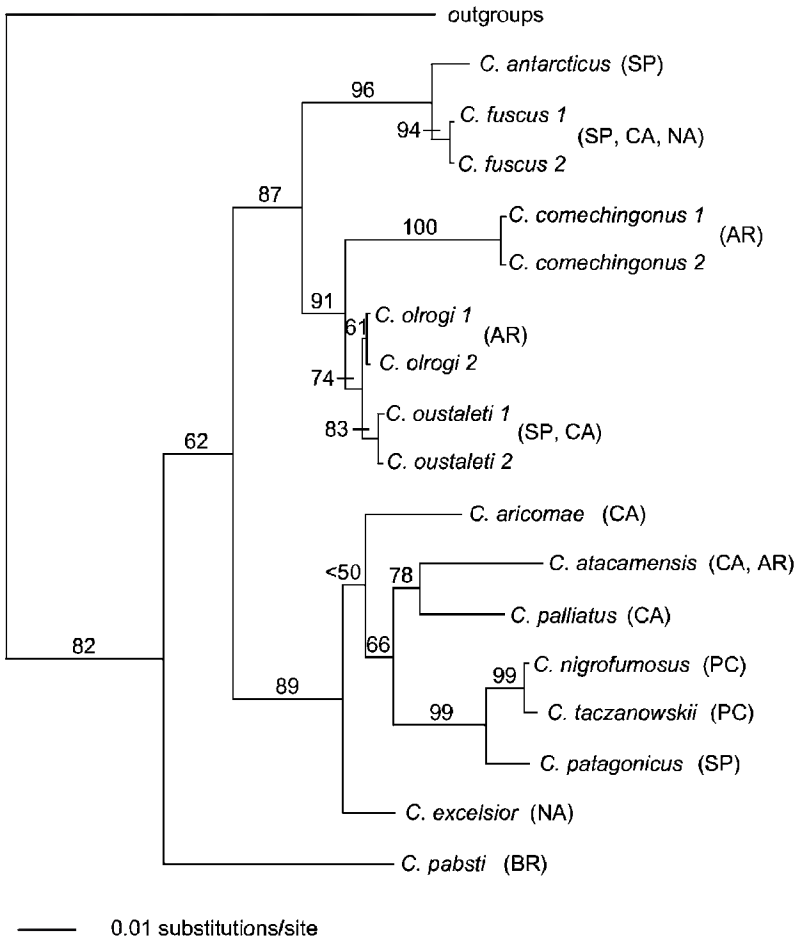 outgroups
C. antarcticus (SP)
96
C. fuscus 1
94
(SP, CA, NA)
C. fuscus 2
87
C. comechingonus 1
100
(AR)
C. comechingonus 2
91
C. olrogi 1
61
(AR)
C. olrogi 2
74
C. oustaleti 1
83
(SP, CA)
C. oustaleti 2
62
C. aricomae (CA)
<50
C. atacamensis (CA, AR)
78
C. palliatus (CA)
82
66
C. nigrofumosus (PC)
99
89
99
C. taczanowskii (PC)
C. patagonicus (SP)
C. excelsior (NA)
C. pabsti (BR)
0.01 substitutions/site